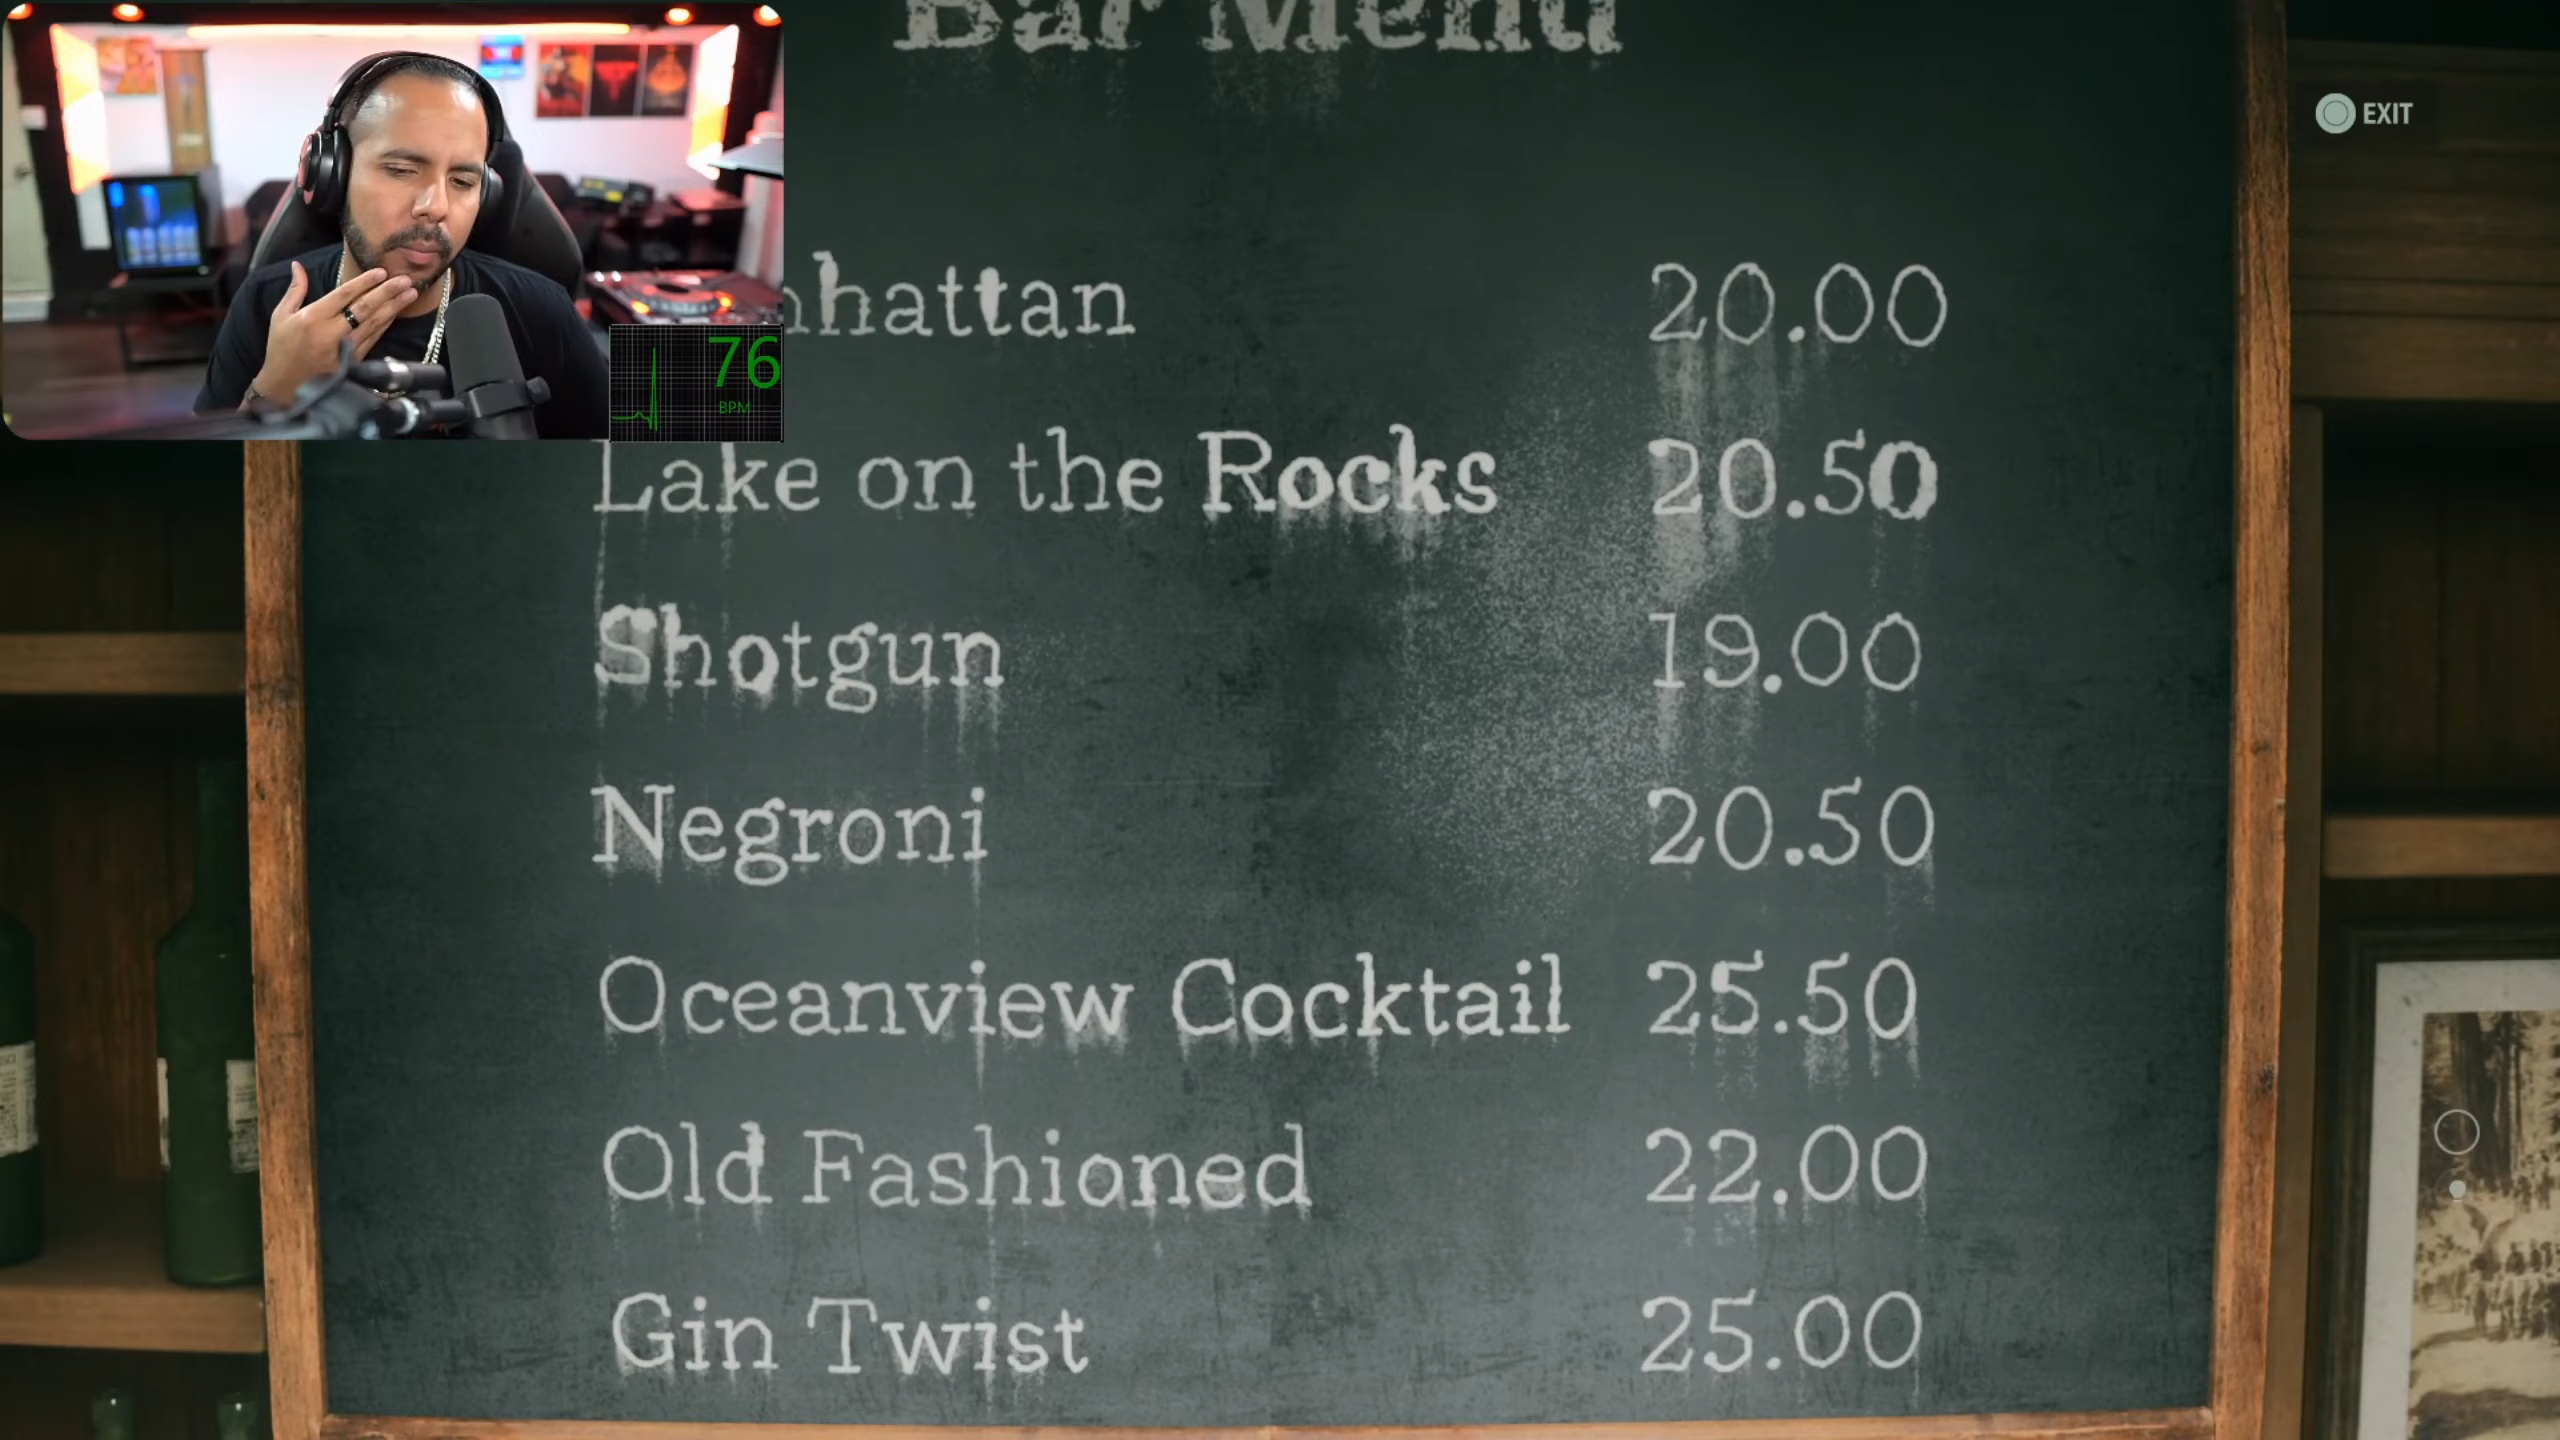 Bar Menu
EXIT
nhattan 20.00
76
BPM
Lake on the Rocks 20.50
Shotgun 19.00
Negroni 20.50
Oceanview Cocktail 25.50
Old Fashioned 22.00
Gin Twist 25.00